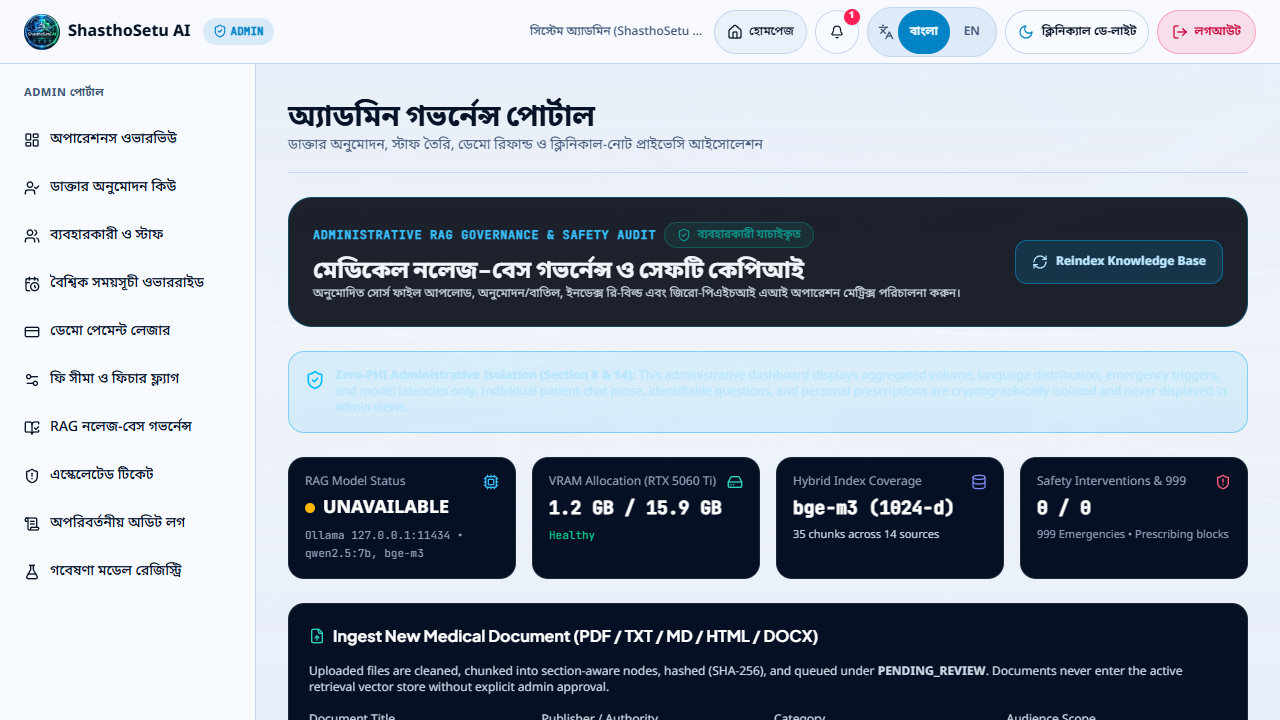 ShasthoSetu AI
ADMIN
সিস্টেম অ্যাডমিন (ShasthoSetu ...
হোমপেজ
1
বাংলা
EN
ক্লিনিক্যাল ডে-লাইট
লগআউট
ADMIN পোর্টাল
অপারেশনস ওভারভিউ
ডাক্তার অনুমোদন কিউ
ব্যবহারকারী ও স্টাফ
বৈশ্বিক সময়সূচী ওভাররাইড
ডেমো পেমেন্ট লেজার
ফি সীমা ও ফিচার ফ্ল্যাগ
RAG নলেজ-বেস গভর্নেন্স
এস্কেলেটেড টিকেট
অপরিবর্তনীয় অডিট লগ
গবেষণা মডেল রেজিস্ট্রি
অ্যাডমিন গভর্নেন্স পোর্টাল
ডাক্তার অনুমোদন, স্টাফ তৈরি, ডেমো রিফান্ড ও ক্লিনিকাল-নোট প্রাইভেসি আইসোলেশন
ADMINISTRATIVE RAG GOVERNANCE & SAFETY AUDIT
ব্যবহারকারী যাচাইকৃত
মেডিকেল নলেজ-বেস গভর্নেন্স ও সেফটি কেপিআই
অনুমোদিত সোর্স ফাইল আপলোড, অনুমোদন/বাতিল, ইনডেক্স রি-বিল্ড এবং জিরো-পিএইচআই এআই অপারেশন মেট্রিক্স পরিচালনা করুন।
Reindex Knowledge Base
Zero-PHI Administrative Isolation (Section 8 & 14): This administrative dashboard displays aggregated volume, language distribution, emergency triggers,
and model latencies only. Individual patient chat prose, identifiable questions, and personal prescriptions are cryptographically isolated and never displayed in
admin views.
RAG Model Status
UNAVAILABLE
Ollama 127.0.0.1:11434 •
qwen2.5:7b, bge-m3
VRAM Allocation (RTX 5060 Ti)
1.2 GB / 15.9 GB
Healthy
Hybrid Index Coverage
bge-m3 (1024-d)
35 chunks across 14 sources
Safety Interventions & 999
0 / 0
999 Emergencies • Prescribing blocks
Ingest New Medical Document (PDF / TXT / MD / HTML / DOCX)
Uploaded files are cleaned, chunked into section-aware nodes, hashed (SHA-256), and queued under PENDING_REVIEW. Documents never enter the active
retrieval vector store without explicit admin approval.
Document Title
Publisher / Authority
Category
Audience Scope